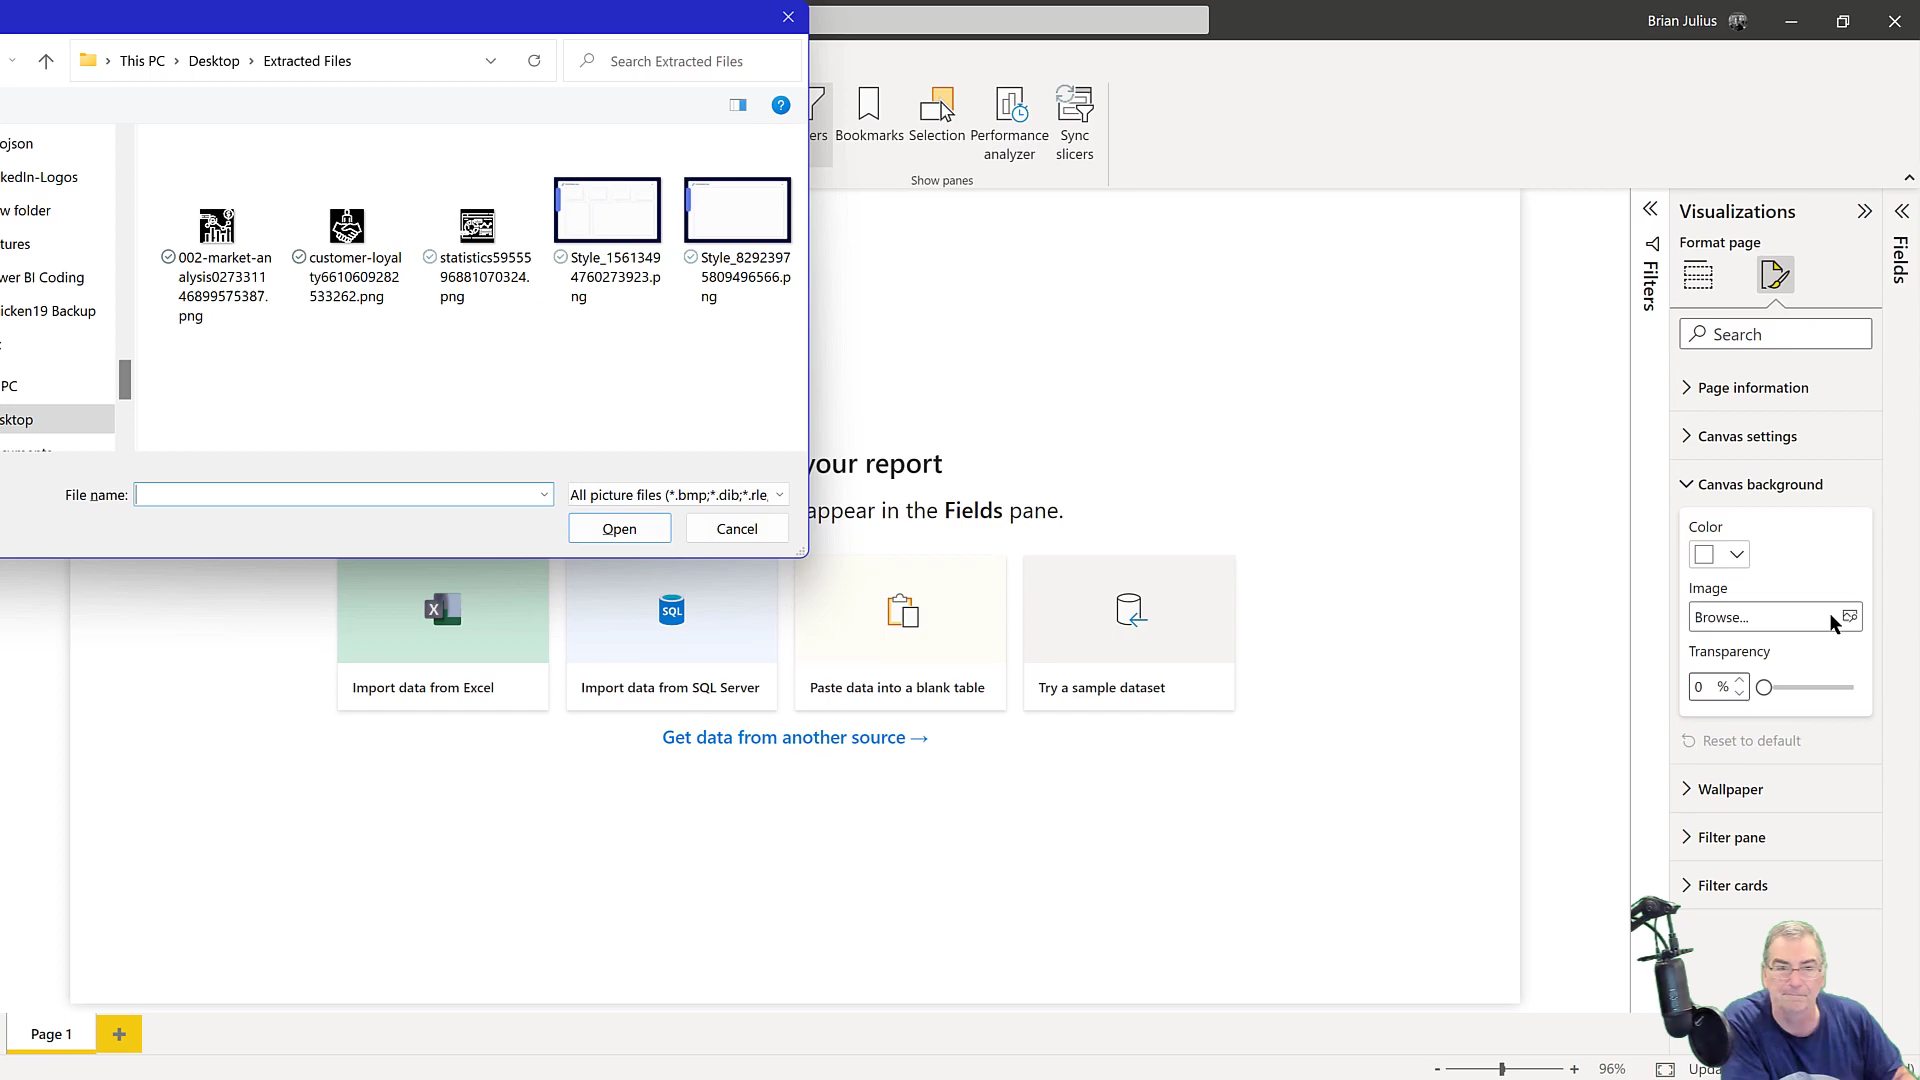 Brian Julius
This PC
Desktop
Extracted Files
Search Extracted Files
ojson
kedIn-Logos
w folder
tures
wer BI Coding
icken19 Backup
PC
sktop
002-market-an
alysis0273311
46899575387.
png
customer-loyal
ty6610609282
533262.png
statistics59555
96881070324.
png
Style_1561349
4760273923.p
ng
Style_8292397
5809496566.p
ng
File name:
All picture files (*.bmp;*.dib;*.rle,
Open
Cancel
ers
Bookmarks
Selection
Performance
analyzer
Sync
slicers
Show panes
your report
appear in the Fields pane.
X
SQL
Import data from Excel
Import data from SQL Server
Paste data into a blank table
Try a sample dataset
Get data from another source →
Filters
Visualizations
Format page
Search
Page information
Canvas settings
Canvas background
Color
Image
Browse...
Transparency
0 %
Reset to default
Wallpaper
Filter pane
Filter cards
Fields
Page 1
- + 96%
Upda